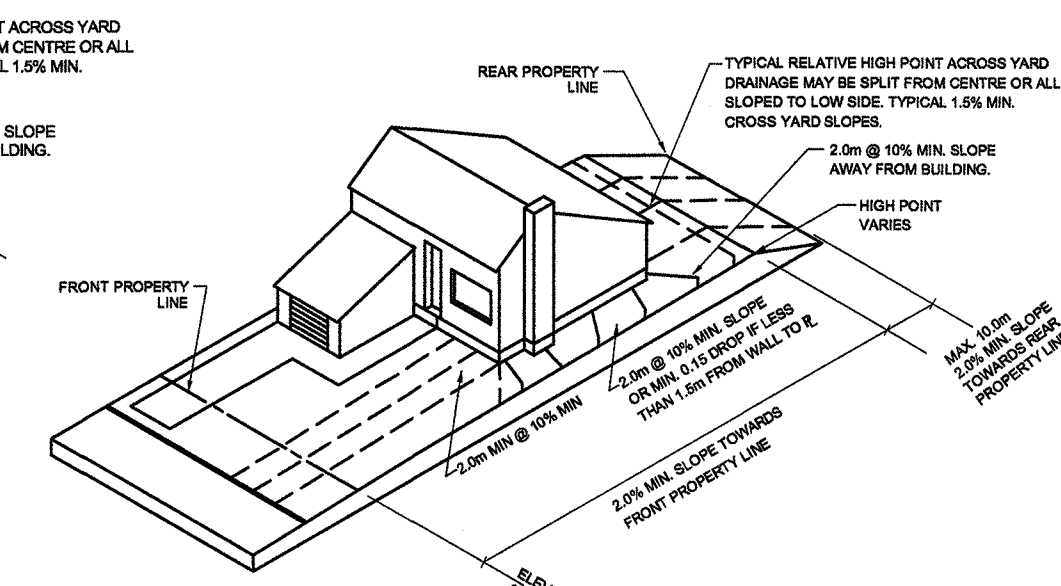 ACROSS YARD
CENTRE OR ALL
1.5% MIN.
SLOPE
REAR PROPERTY
LINE
TYPICAL RELATIVE HIGH POINT ACROSS YARD
DRAINAGE MAY BE SPLIT FROM CENTRE OR ALL
SLOPED TO LOW SIDE. TYPICAL 1.5% MIN.
CROSS YARD SLOPES.
2.0m @ 10% MIN. SLOPE
AWAY FROM BUILDING.
HIGH POINT
VARIES
FRONT PROPERTY
LINE
2.0m @ 10% MIN. SLOPE
OR MIN. 0.15 DROP IF LESS
THAN 1.5m FROM WALL TO
MAX. 10.0m
2.0% MIN. SLOPE
TOWARDS REAR
PROPERTY
2.0m MIN @ 10% MIN
2.0% MIN. SLOPE TOWARDS
FRONT PROPERTY LINE